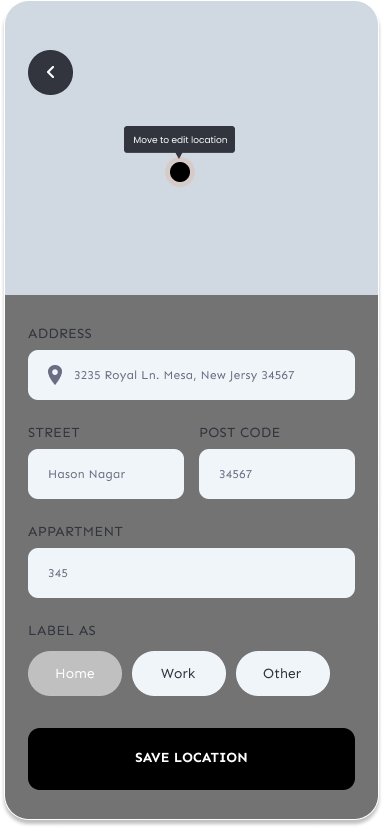 Move to edit location
ADDRESS
3235 Royal Ln. Mesa, New Jersy 34567
STREET
POST CODE
Hason Nagar
34567
APPARTMENT
345
LABEL AS
Home
Work
Other
SAVE LOCATION